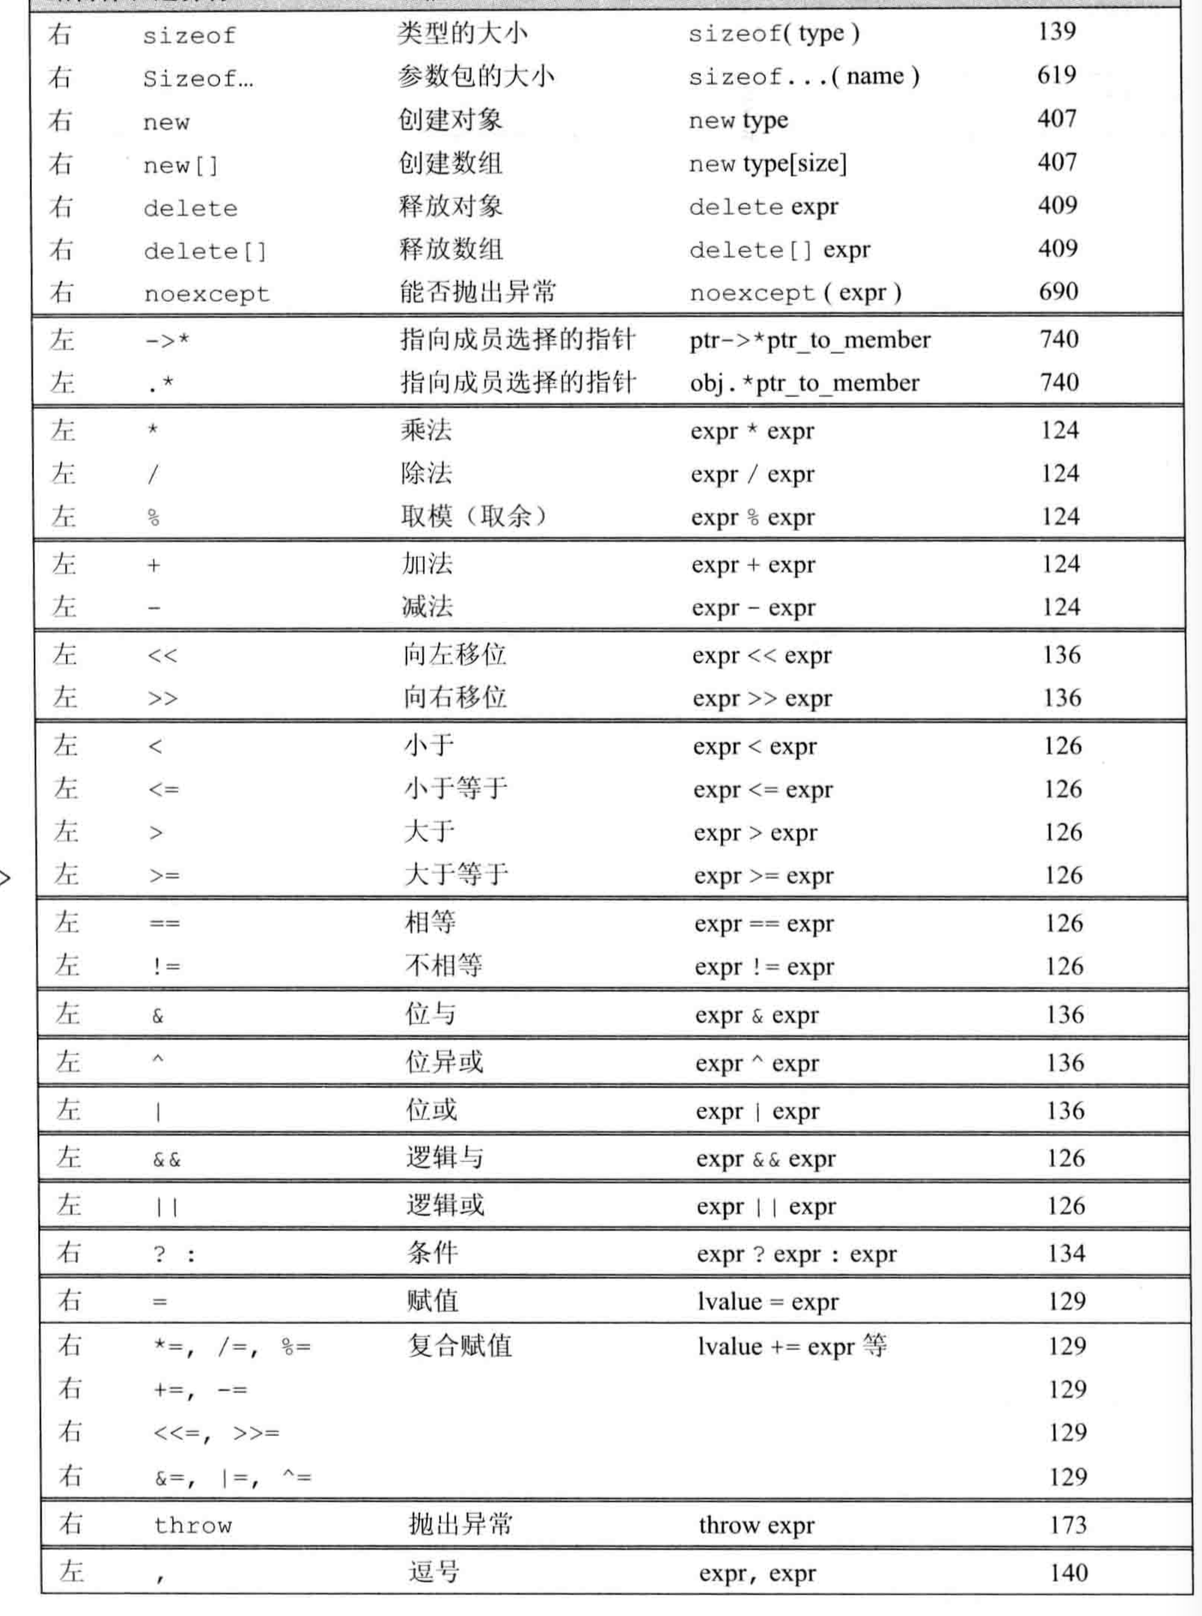 右 sizeof 类型的大小 sizeof( type ) 139
右 Sizeof… 参数包的大小 sizeof...( name ) 619
右 new 创建对象 new type 407
右 new[] 创建数组 new type[size] 407
右 delete 释放对象 delete expr 409
右 delete[] 释放数组 delete[] expr 409
右 noexcept 能否抛出异常 noexcept ( expr ) 690
左 ->* 指向成员选择的指针 ptr->*ptr_to_member 740
左 .* 指向成员选择的指针 obj.*ptr_to_member 740
左 * 乘法 expr * expr 124
左 / 除法 expr / expr 124
左 % 取模（取余） expr % expr 124
左 + 加法 expr + expr 124
左 - 减法 expr - expr 124
左 << 向左移位 expr << expr 136
左 >> 向右移位 expr >> expr 136
左 < 小于 expr < expr 126
左 <= 小于等于 expr <= expr 126
左 > 大于 expr > expr 126
左 >= 大于等于 expr >= expr 126
左 == 相等 expr == expr 126
左 != 不相等 expr != expr 126
左 & 位与 expr & expr 136
左 ^ 位异或 expr ^ expr 136
左 | 位或 expr | expr 136
左 && 逻辑与 expr && expr 126
左 || 逻辑或 expr || expr 126
右 ? : 条件 expr ? expr : expr 134
右 = 赋值 lvalue = expr 129
右 *=, /=, %= 复合赋值 lvalue += expr 等 129
右 +=, -= 129
右 <<=, >>= 129
右 &=, |=, ^= 129
右 throw 抛出异常 throw expr 173
左 , 逗号 expr, expr 140